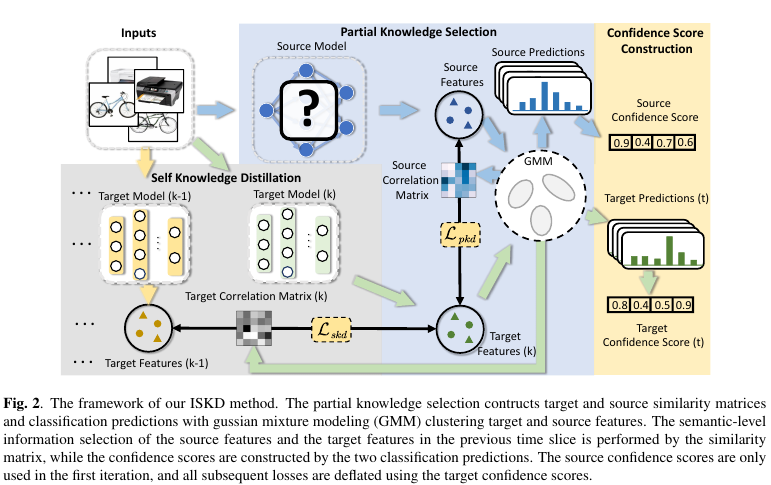 Inputs
Partial Knowledge Selection
Confidence Score
Construction
Source Model
Source
Features
Source Predictions
?
GMM
Source
Confidence Score
0.9 0.4 0.7 0.6
Source
Correlation
Matrix
Self Knowledge Distillation
Target Model (k-1)
Target Model (k)
Target Predictions (t)
L_pkd
0.8 0.4 0.5 0.9
Target
Confidence Score (t)
Target Correlation Matrix (k)
L_skd
Target Features (k-1)
Target
Features (k)
Fig. 2. The framework of our ISKD method. The partial knowledge selection contructs target and source similarity matrices
and classification predictions with gussian mixture modeling (GMM) clustering target and source features. The semantic-level
information selection of the source features and the target features in the previous time slice is performed by the similarity
matrix, while the confidence scores are constructed by the two classification predictions. The source confidence scores are only
used in the first iteration, and all subsequent losses are deflated using the target confidence scores.